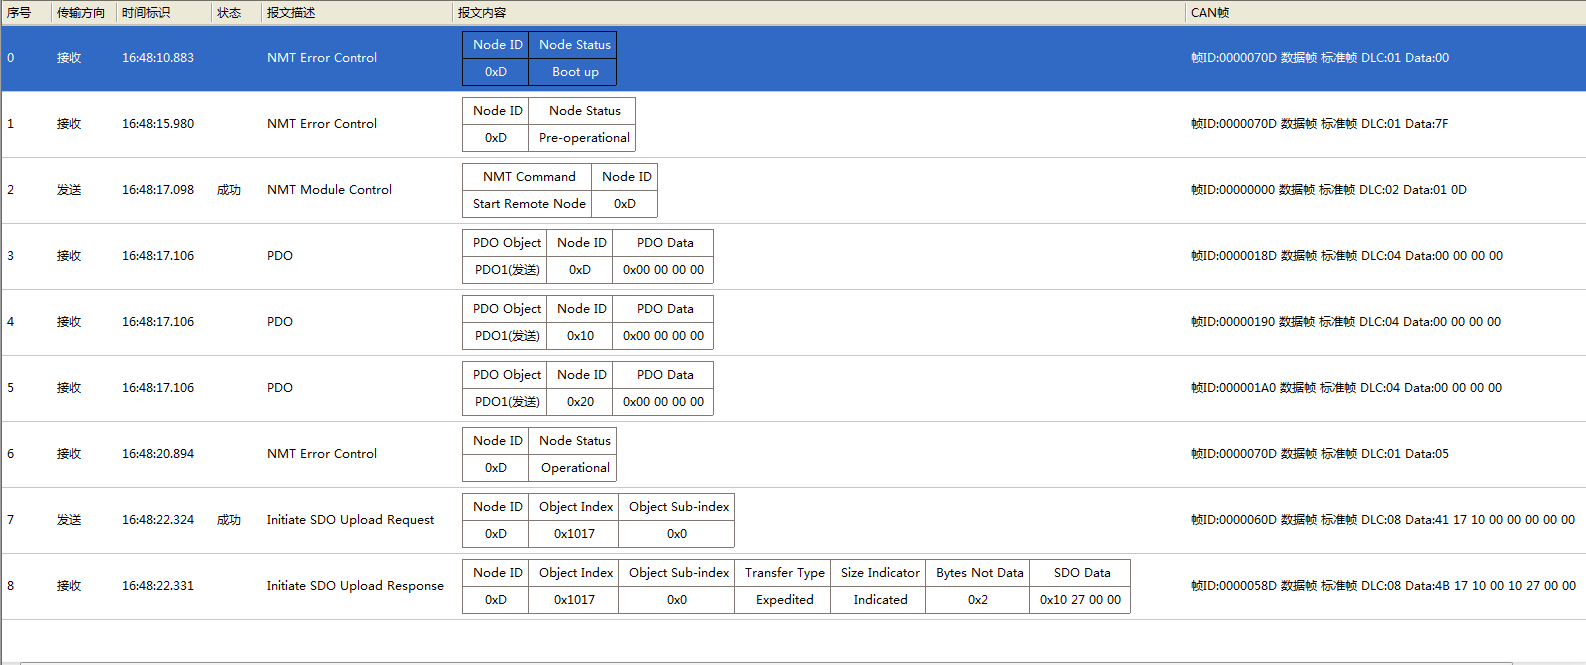 序号 传输方向 时间标识 状态 报文描述 报文内容 CAN帧
Node ID Node Status
0 接收 16:48:10.883 NMT Error Control 帧ID:0000070D 数据帧 标准帧 DLC:01 Data:00
0xD Boot up
Node ID Node Status
1 接收 16:48:15.980 NMT Error Control 帧ID:0000070D 数据帧 标准帧 DLC:01 Data:7F
0xD Pre-operational
NMT Command Node ID
2 发送 16:48:17.098 成功 NMT Module Control 帧ID:00000000 数据帧 标准帧 DLC:02 Data:01 0D
Start Remote Node 0xD
PDO Object Node ID PDO Data
3 接收 16:48:17.106 PDO 帧ID:0000018D 数据帧 标准帧 DLC:04 Data:00 00 00 00
PDO1(发送) 0xD 0x00 00 00 00
PDO Object Node ID PDO Data
4 接收 16:48:17.106 PDO 帧ID:00000190 数据帧 标准帧 DLC:04 Data:00 00 00 00
PDO1(发送) 0x10 0x00 00 00 00
PDO Object Node ID PDO Data
5 接收 16:48:17.106 PDO 帧ID:000001A0 数据帧 标准帧 DLC:04 Data:00 00 00 00
PDO1(发送) 0x20 0x00 00 00 00
Node ID Node Status
6 接收 16:48:20.894 NMT Error Control 帧ID:0000070D 数据帧 标准帧 DLC:01 Data:05
0xD Operational
Node ID Object Index Object Sub-index
7 发送 16:48:22.324 成功 Initiate SDO Upload Request 帧ID:0000060D 数据帧 标准帧 DLC:08 Data:41 17 10 00 00 00 00 00
0xD 0x1017 0x0
Node ID Object Index Object Sub-index Transfer Type Size Indicator Bytes Not Data SDO Data
8 接收 16:48:22.331 Initiate SDO Upload Response 帧ID:0000058D 数据帧 标准帧 DLC:08 Data:4B 17 10 00 10 27 00 00
0xD 0x1017 0x0 Expedited Indicated 0x2 0x10 27 00 00